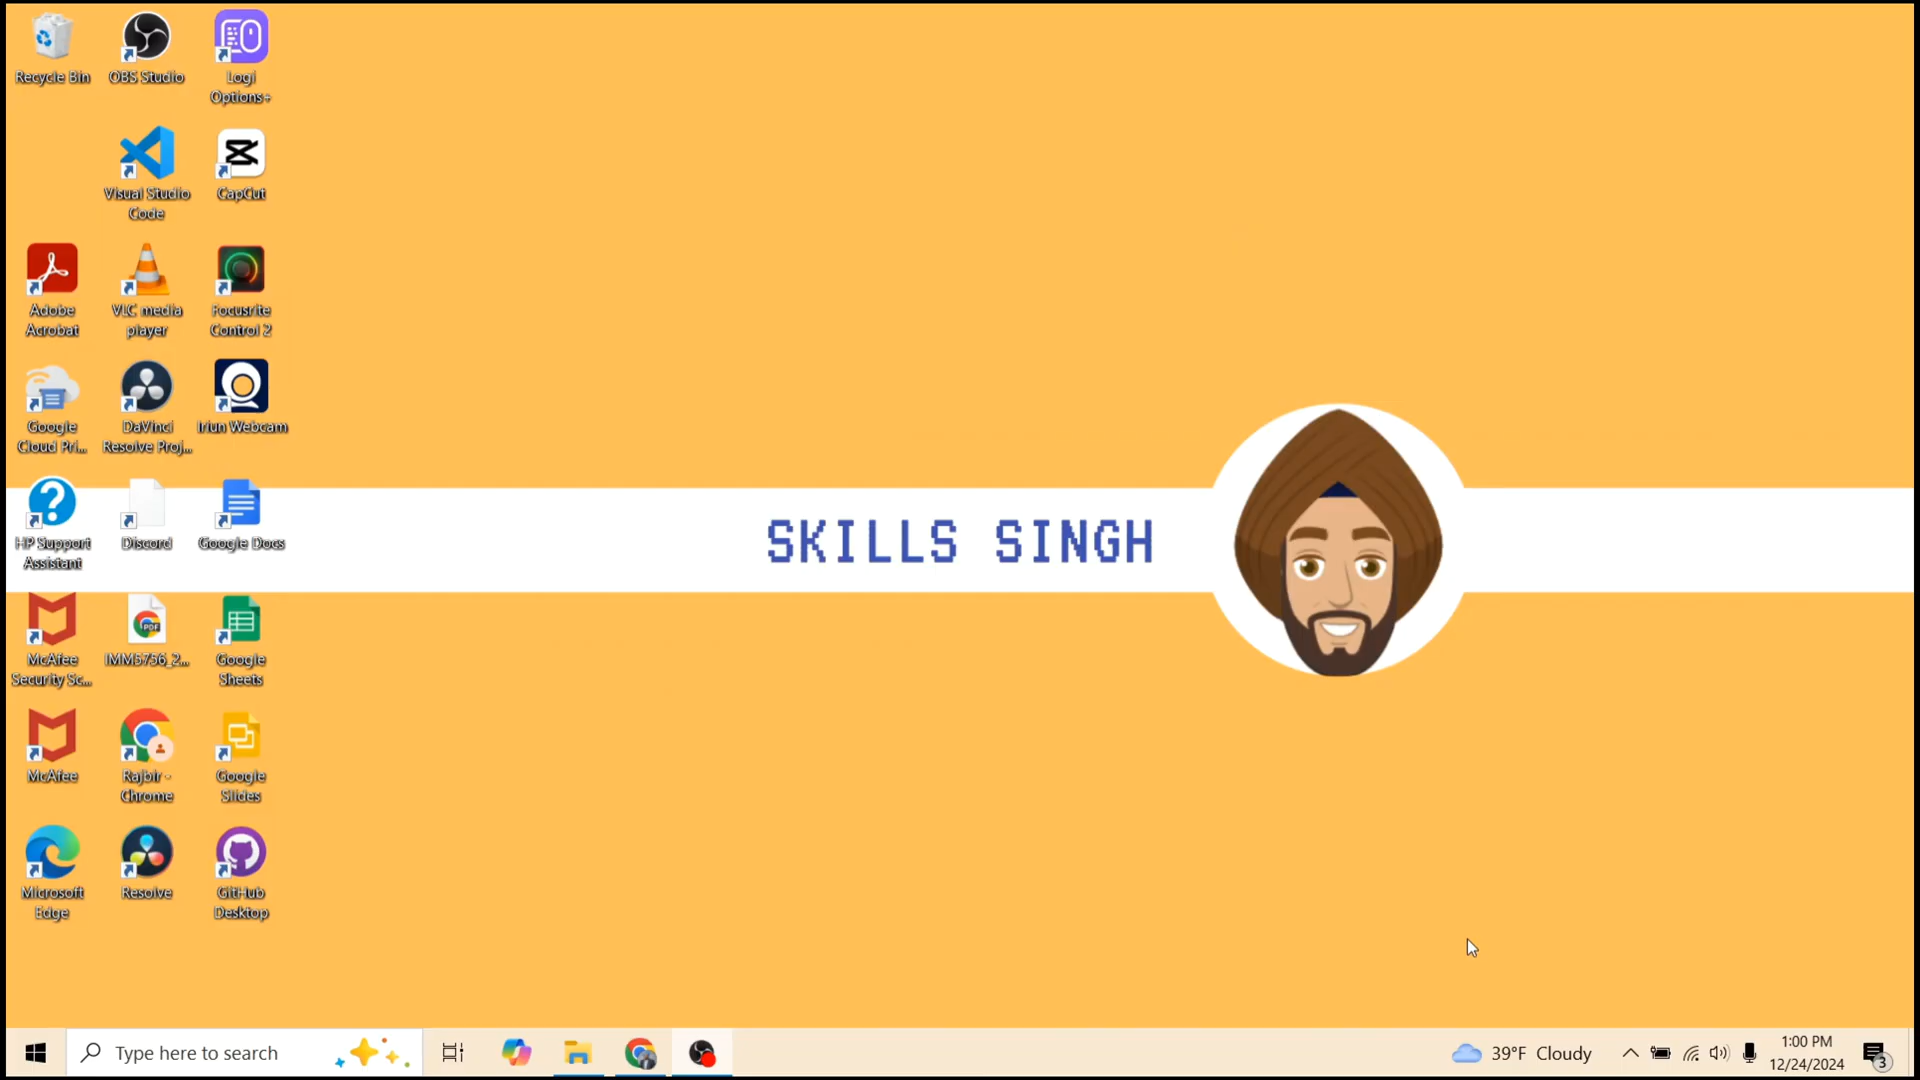 Recycle Bin
OBS Studio
Logi
Options+
Visual Studio
Code
CapCut
Adobe
Acrobat
VLC media
player
Focusrite
Control 2
Google
Cloud Pri...
DaVinci
Resolve Proj...
Iriun Webcam
HP Support
Assistant
Discord
Google Docs
SKILLS SINGH
McAfee
Security Sc...
PDF
IMM5756_2...
Google
Sheets
McAfee
Rajbir -
Chrome
Google
Slides
Microsoft
Edge
Resolve
GitHub
Desktop
Type here to search
39°F Cloudy
1:00 PM
12/24/2024
3